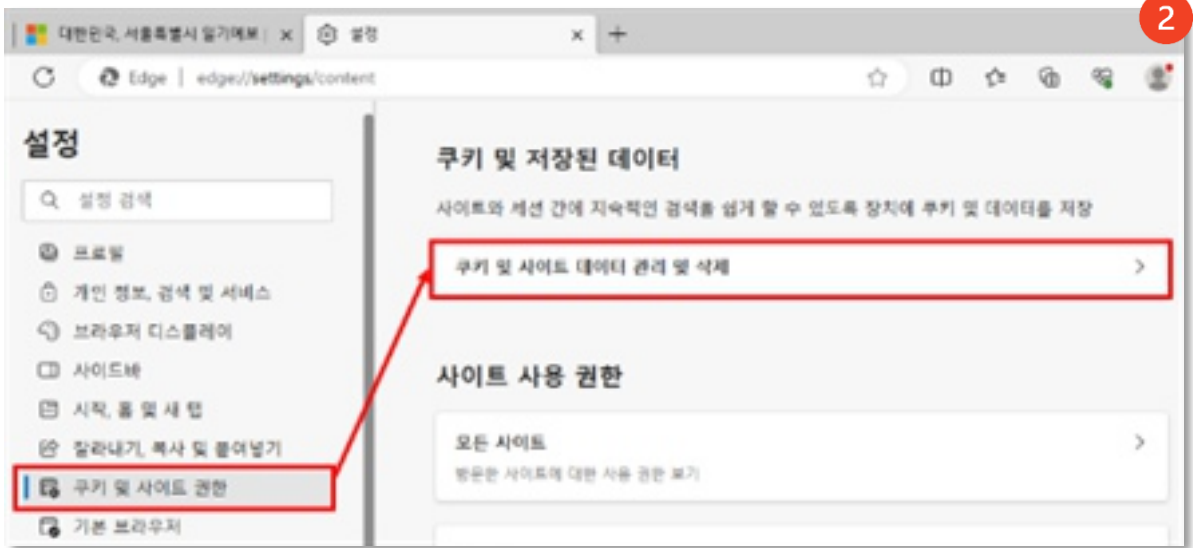 2
대한민국, 서울특별시 일기예보 | 설정
Edge | edge://settings/content
설정
설정 검색
프로필
개인 정보, 검색 및 서비스
브라우저 디스플레이
사이드바
시작, 홈 및 새 탭
잘라내기, 복사 및 붙여넣기
쿠키 및 사이트 권한
기본 브라우저
쿠키 및 저장된 데이터
사이트와 세션 간에 지속적인 검색을 쉽게 할 수 있도록 장치에 쿠키 및 데이터를 저장
쿠키 및 사이트 데이터 관리 및 삭제
사이트 사용 권한
모든 사이트
방문한 사이트에 대한 사용 권한 보기